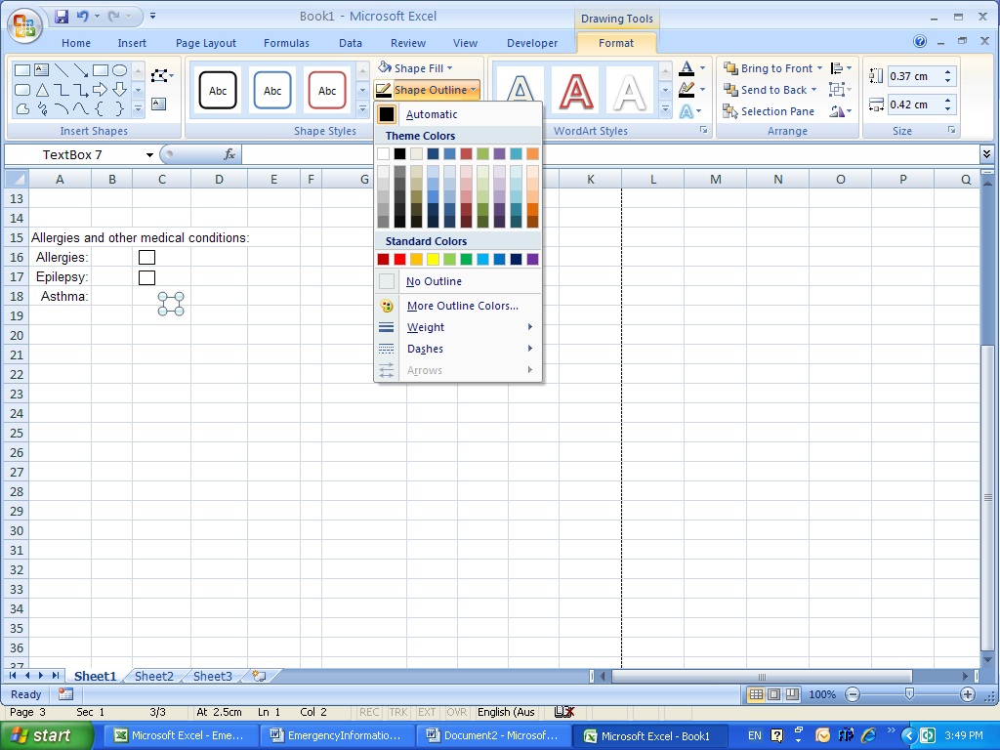 Book1 - Microsoft Excel
Drawing Tools
Home Insert Page Layout Formulas Data Review View Developer Format
Abc Abc Abc
Shape Fill
Shape Outline
A A A
Bring to Front
Send to Back
Selection Pane
0.37 cm
0.42 cm
Insert Shapes Shape Styles WordArt Styles Arrange Size
TextBox 7 fx
Automatic
Theme Colors
Standard Colors
No Outline
More Outline Colors...
Weight
Dashes
Arrows
A B C D E F G K L M N O P Q
13
14
15 Allergies and other medical conditions:
16 Allergies:
17 Epilepsy:
18 Asthma:
19
20
21
22
23
24
25
26
27
28
29
30
31
32
33
34
35
36
37
Sheet1 Sheet2 Sheet3
Ready 100%
Page 3 Sec 1 3/3 At 2.5cm Ln 1 Col 2 REC TRK EXT OVR English (Aus
start Microsoft Excel - Eme... EmergencyInformatio... Document2 - Microsof... Microsoft Excel - Book1 EN 3:49 PM